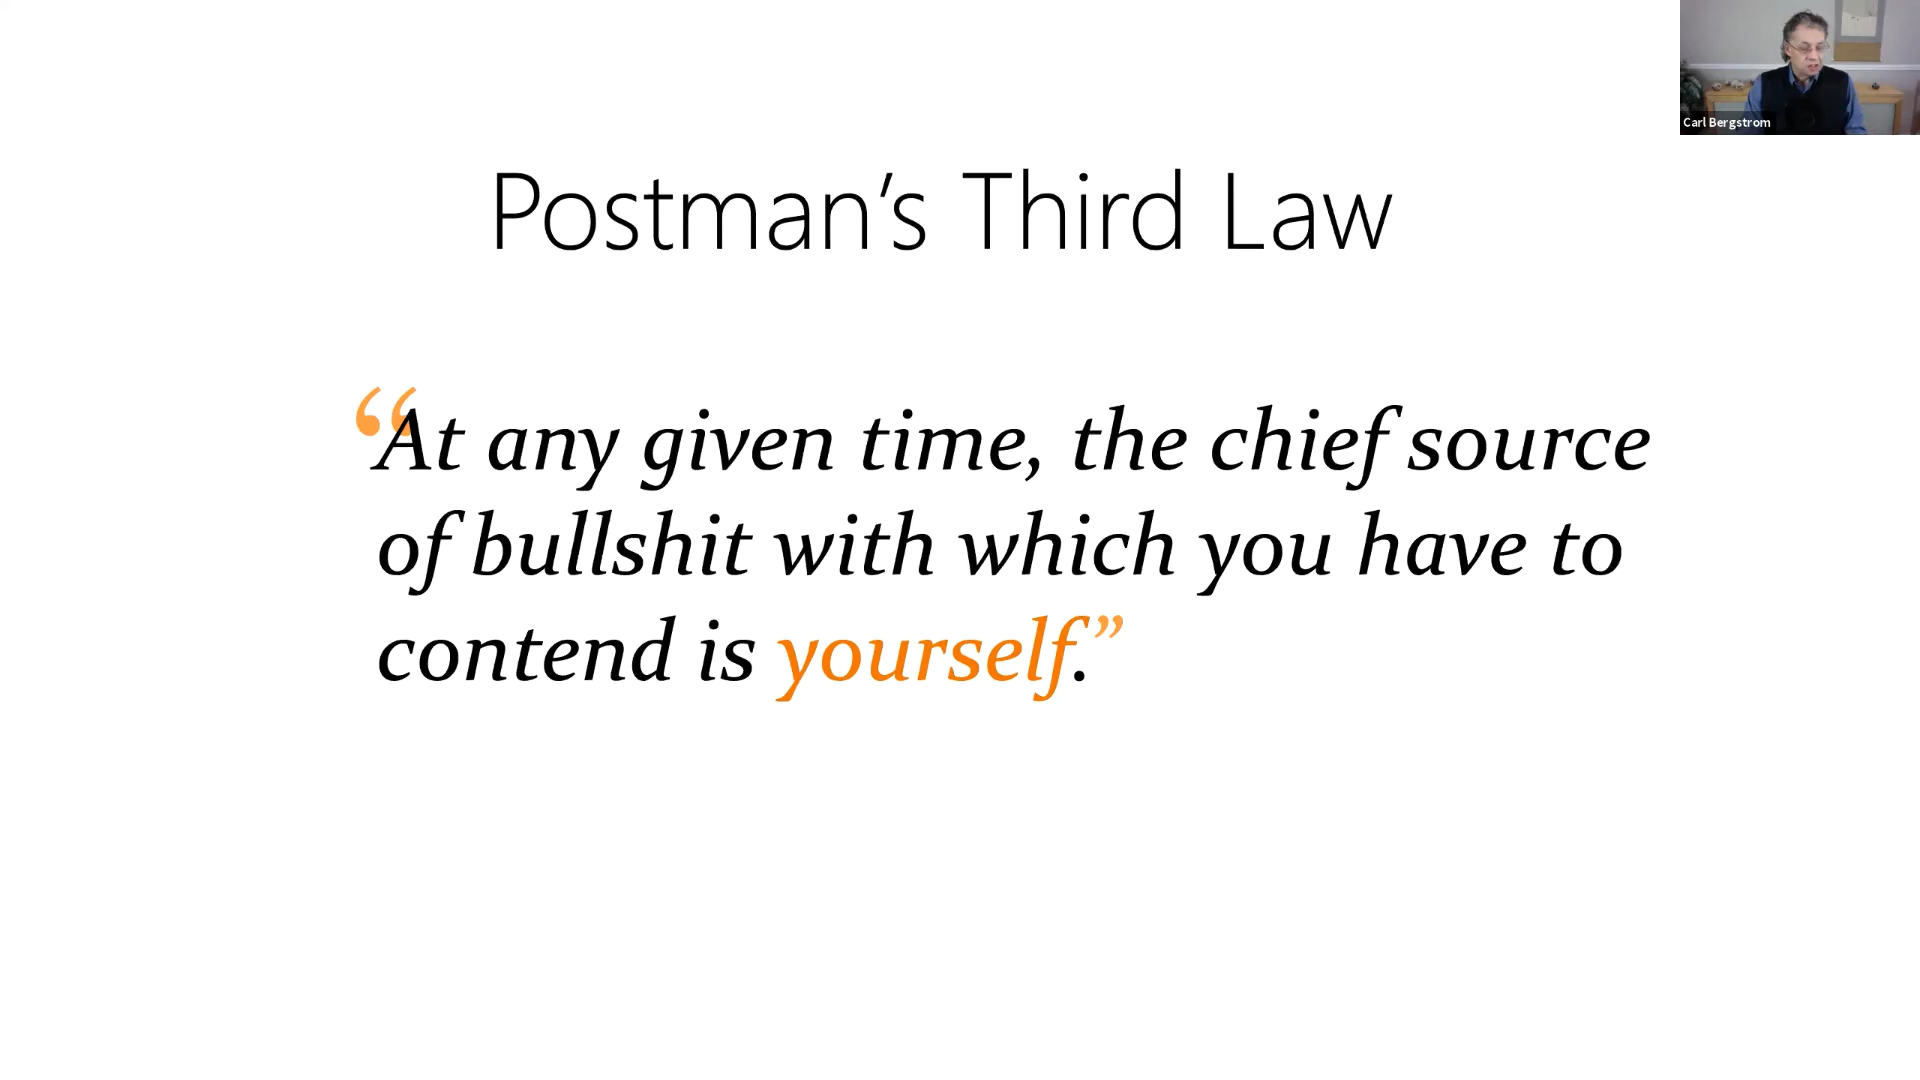 Carl Bergstrom
Postman’s Third Law
“At any given time, the chief source
of bullshit with which you have to
contend is yourself.”